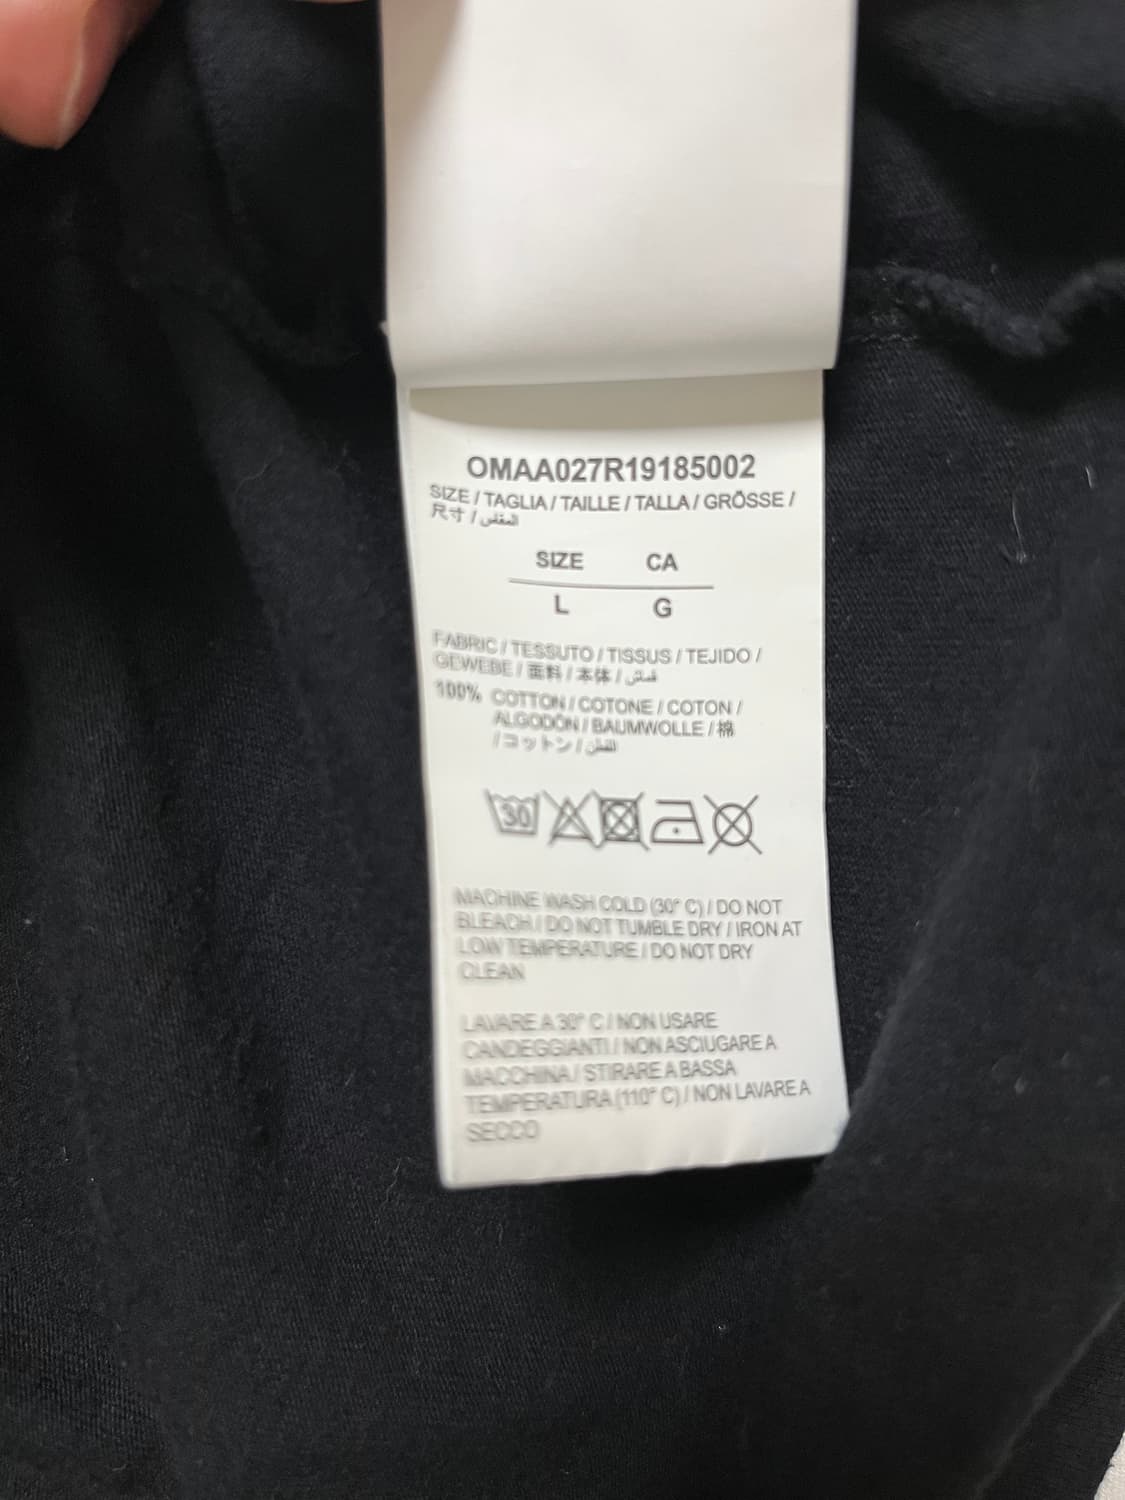 OMAA027R19185002
SIZE / TAGLIA / TAILLE / TALLA / GRÖSSE /
尺寸 / المقاس
SIZE CA
L G
FABRIC / TESSUTO / TISSUS / TEJIDO /
GEWEBE / 面料 / 本体 / قماش
100% COTTON / COTONE / COTON /
ALGODÓN / BAUMWOLLE / 棉
/ コットン / القطن
30
MACHINE WASH COLD (30° C) / DO NOT
BLEACH / DO NOT TUMBLE DRY / IRON AT
LOW TEMPERATURE / DO NOT DRY
CLEAN
LAVARE A 30° C / NON USARE
CANDEGGIANTI / NON ASCIUGARE A
MACCHINA / STIRARE A BASSA
TEMPERATURA (110° C) / NON LAVARE A
SECCO